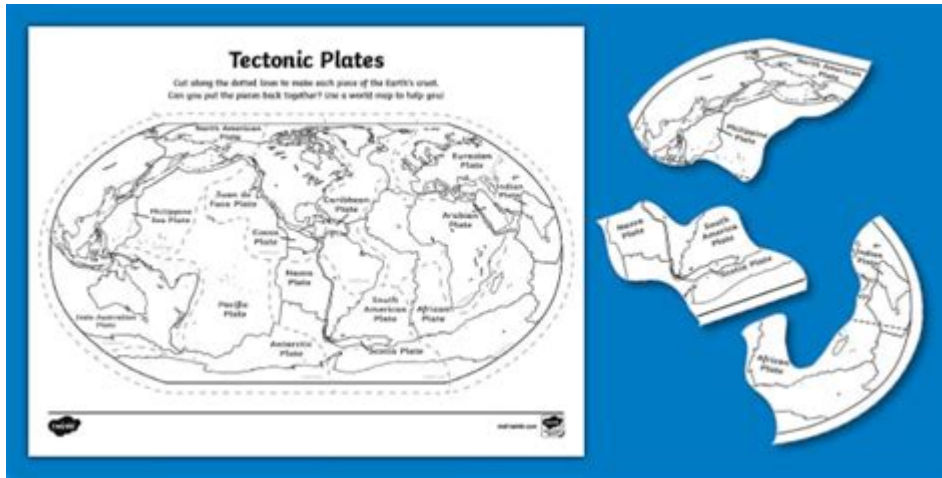 Tectonic Plates
Cut along the dotted lines to make each piece of the Earth's crust.
Can you put the pieces back together? Use a world map to help you!
North American
Plate
Eurasian
Plate
Juan de
Fuca Plate
Caribbean
Plate
Indian
Plate
Philippine
Sea Plate
Arabian
Plate
Cocos
Plate
Nazca
Plate
Pacific
Plate
South
American
Plate
African
Plate
Indo-Australian
Plate
Antarctic
Plate
Scotia Plate
twinkl
North American
Plate
Philippine
Plate
Nazca
Plate
South
America
Plate
Scotia Plate
Indian
Plate
African
Plate